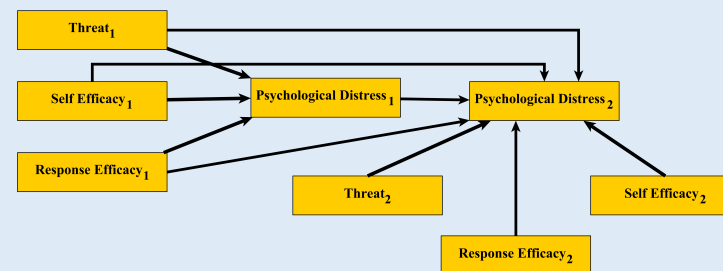 Threat1
Self Efficacy1
Psychological Distress1
Psychological Distress2
Response Efficacy1
Threat2
Self Efficacy2
Response Efficacy2